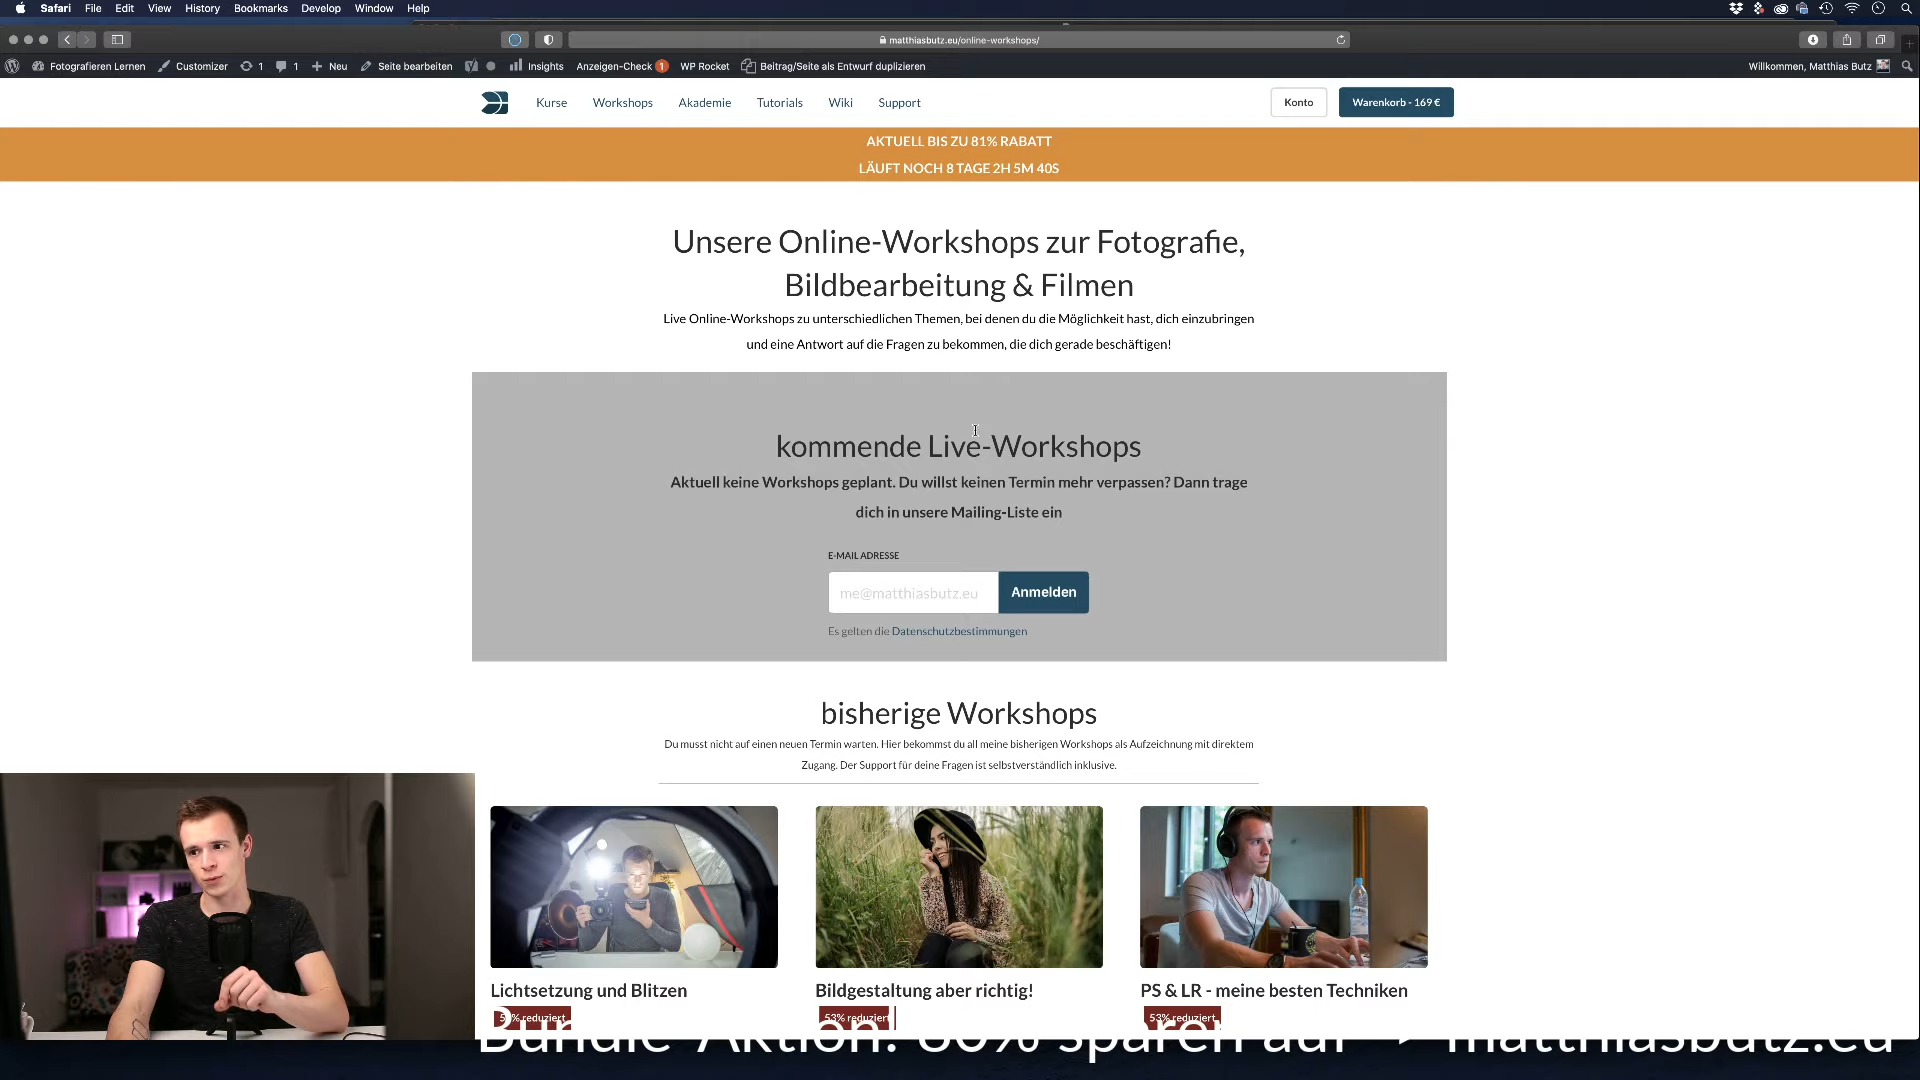 Safari File Edit View History Bookmarks Develop Window Help
matthiasbutz.eu/online-workshops/
Fotografieren Lernen Customizer 1 1 Neu Seite bearbeiten Insights Anzeigen-Check 1 WP Rocket Beitrag/Seite als Entwurf duplizieren Willkommen, Matthias Butz
Kurse Workshops Akademie Tutorials Wiki Support Konto Warenkorb - 169 €
AKTUELL BIS ZU 81% RABATT
LÄUFT NOCH 8 TAGE 2H 5M 40S
Unsere Online-Workshops zur Fotografie,
Bildbearbeitung & Filmen
Live Online-Workshops zu unterschiedlichen Themen, bei denen du die Möglichkeit hast, dich einzubringen
und eine Antwort auf die Fragen zu bekommen, die dich gerade beschäftigen!
kommende Live-Workshops
Aktuell keine Workshops geplant. Du willst keinen Termin mehr verpassen? Dann trage
dich in unsere Mailing-Liste ein
E-MAIL ADRESSE
me@matthiasbutz.eu Anmelden
Es gelten die Datenschutzbestimmungen
bisherige Workshops
Du musst nicht auf einen neuen Termin warten. Hier bekommst du all meine bisherigen Workshops als Aufzeichnung mit direktem
Zugang. Der Support für deine Fragen ist selbstverständlich inklusive.
Lichtsetzung und Blitzen Bildgestaltung aber richtig! PS & LR - meine besten Techniken
reduziert 53% reduziert 53% reduziert
Bundle-Aktion! 80% sparen auf -> matthiasbutz.eu